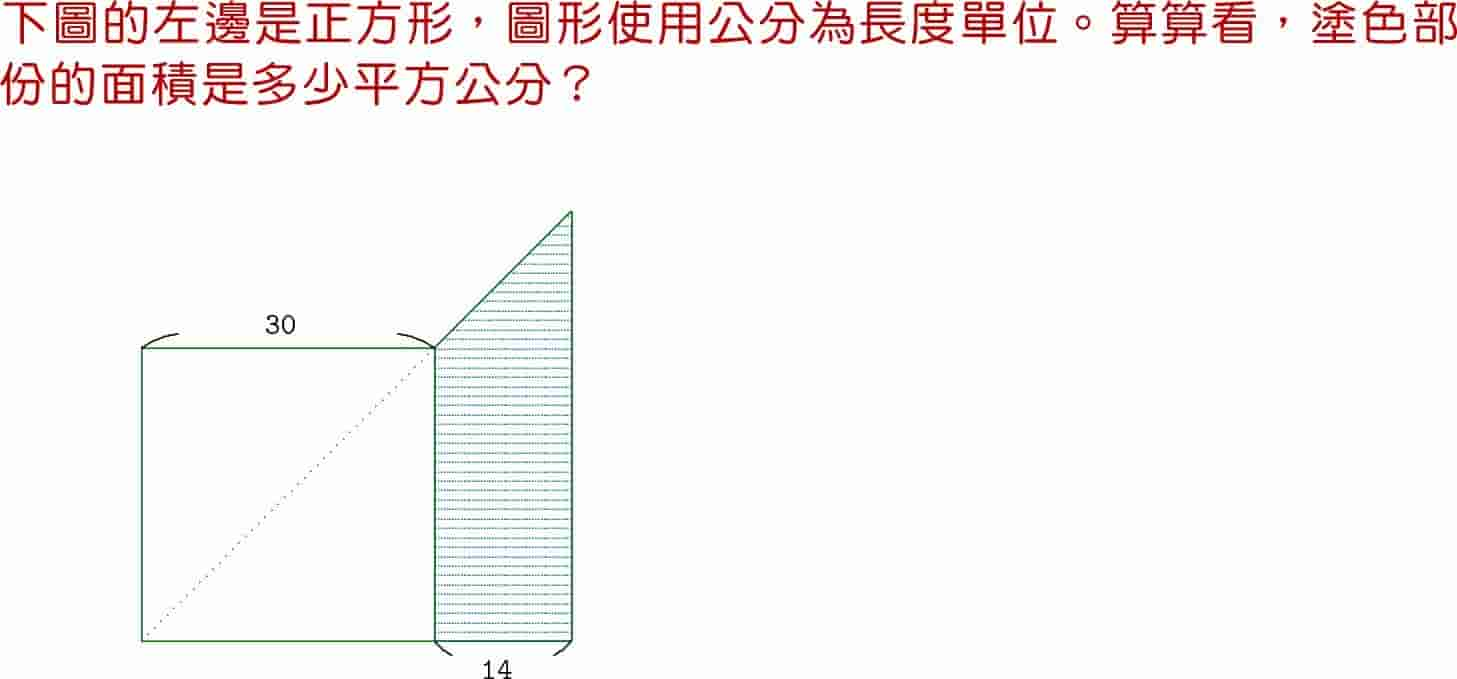 下圖的左邊是正方形，圖形使用公分為長度單位。算算看，塗色部
份的面積是多少平方公分？
30
14